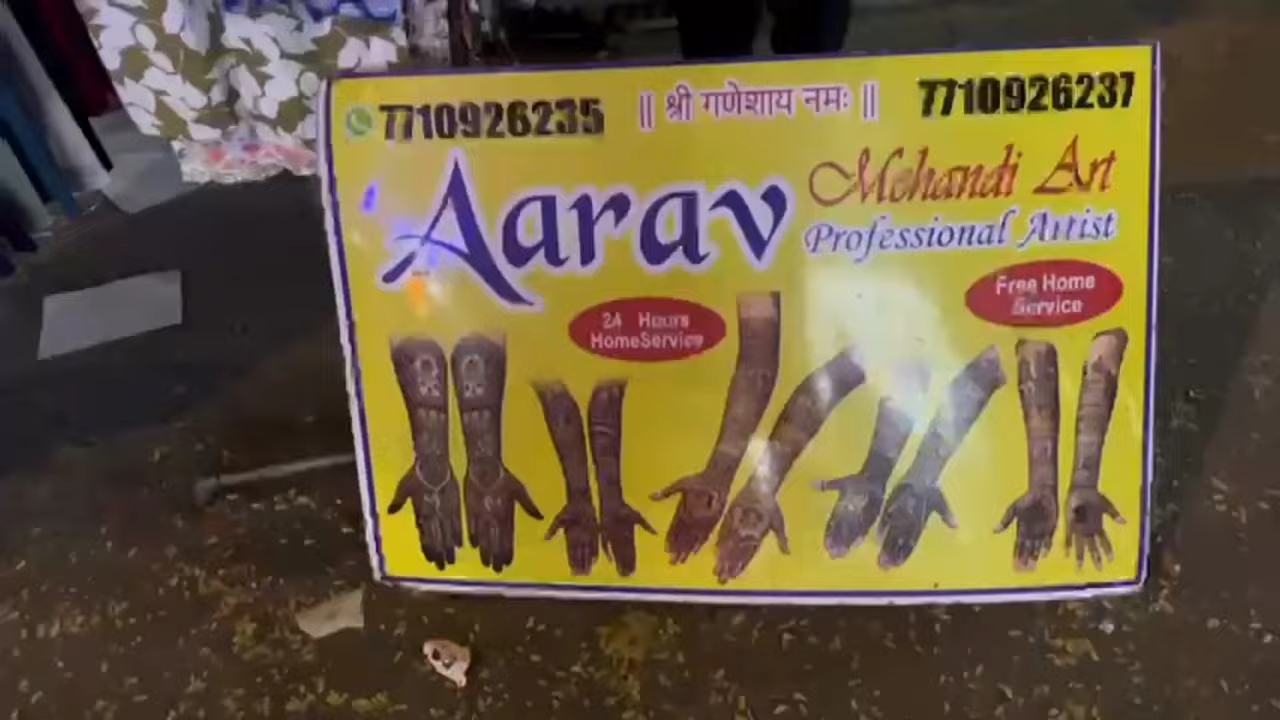 7710926235 || श्री गणेशाय नमः || 7710926237
Aarav Mehandi Art
Professional Artist
24 Hours
HomeService
Free Home
Service